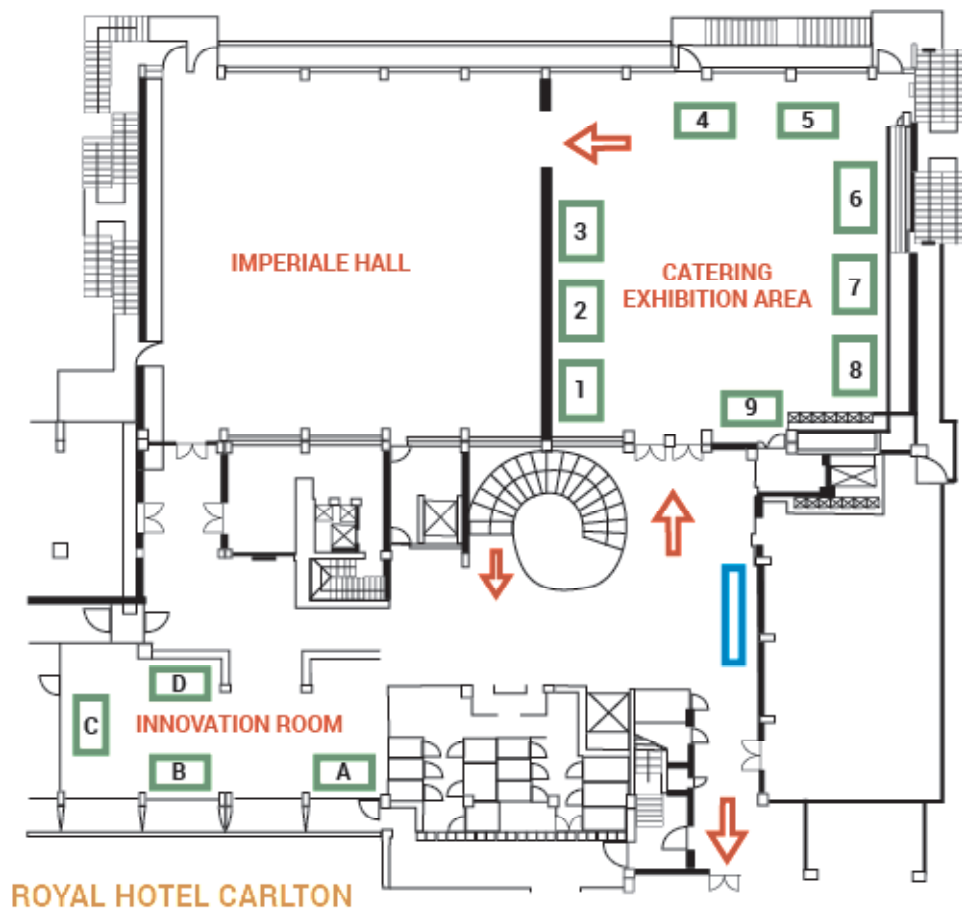 4
5
6
3
IMPERIALE HALL
CATERING
EXHIBITION AREA
7
2
8
1
9
D
C
INNOVATION ROOM
B
A
ROYAL HOTEL CARLTON